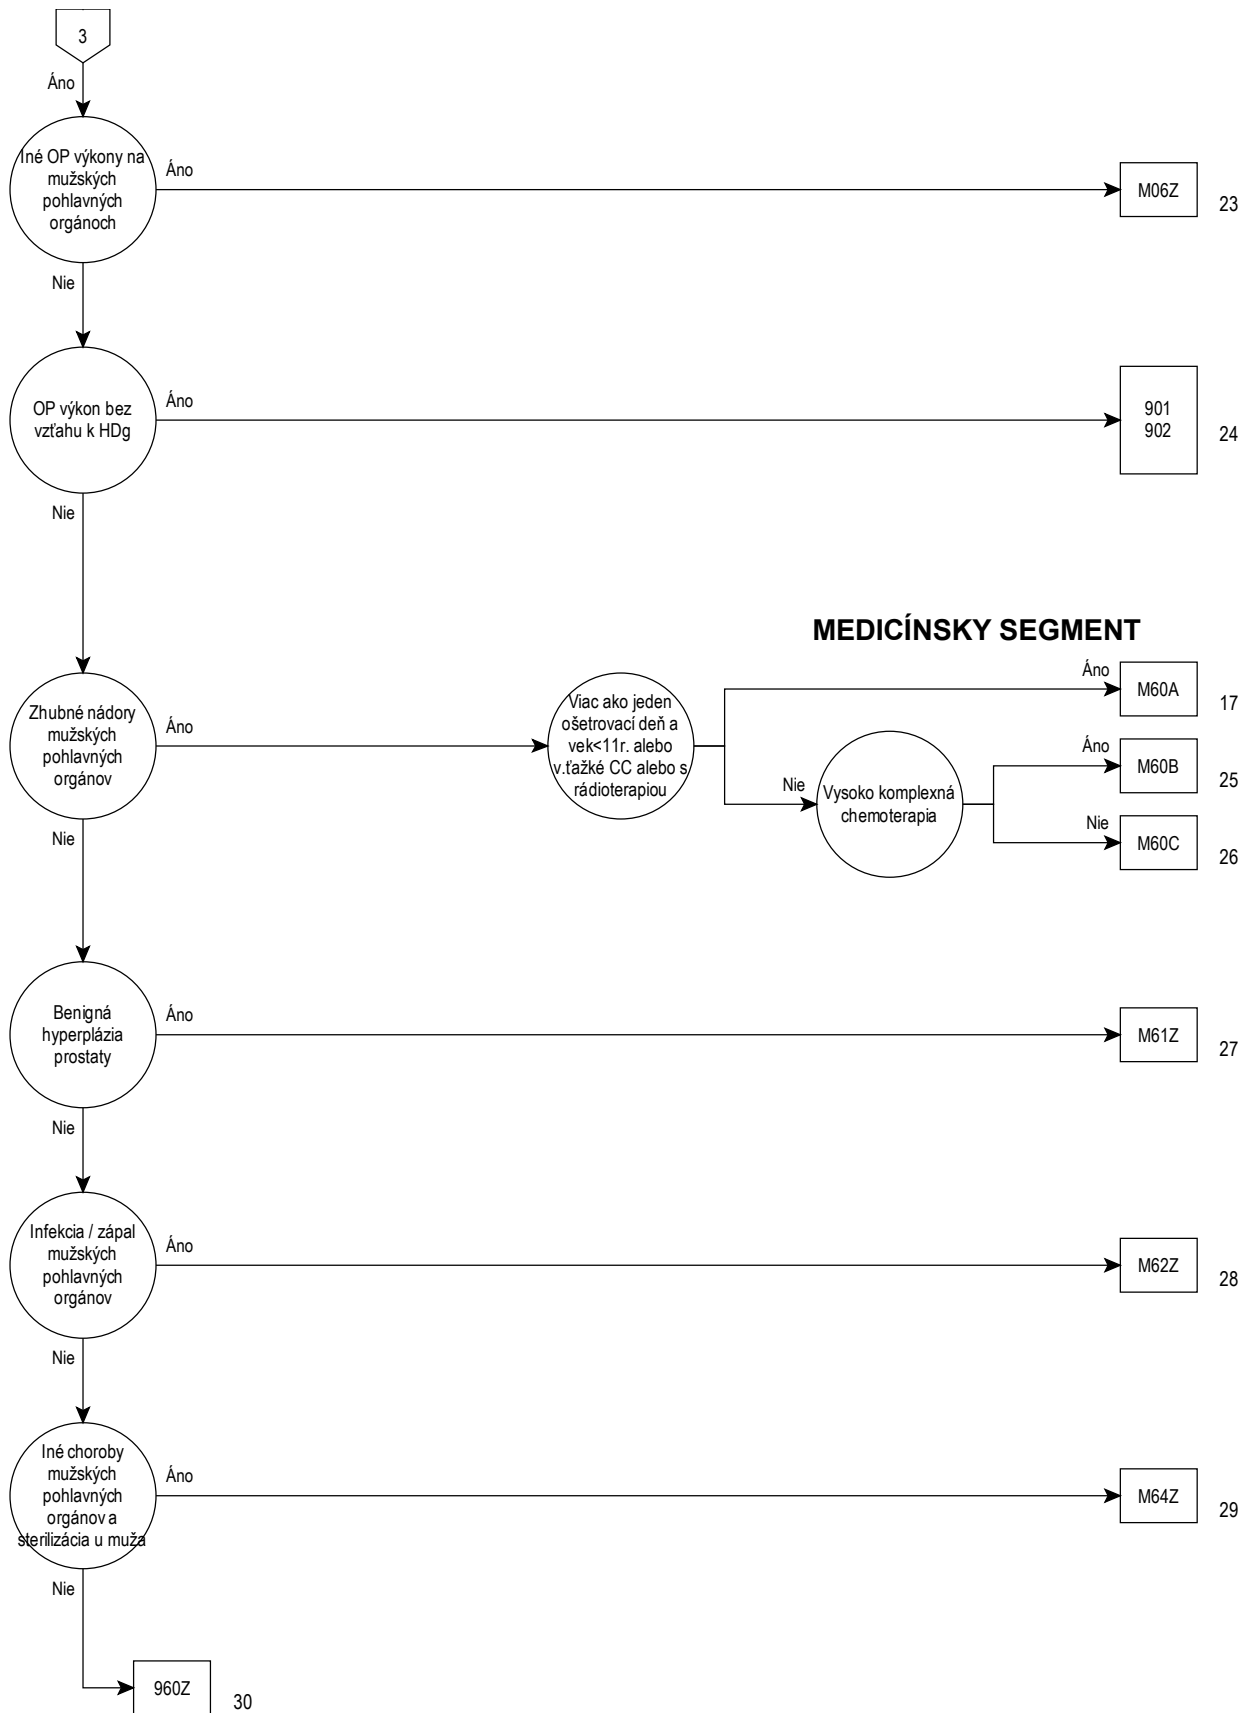 3
Áno
Iné OP výkony na
mužských
pohlavných
orgánoch
Áno
M06Z
23
Nie
OP výkon bez
vzťahu k HDg
Áno
901
902
24
Nie
MEDICÍNSKY SEGMENT
Zhubné nádory
mužských
pohlavných
orgánov
Áno
Viac ako jeden
ošetrovací deň a
vek<11r. alebo
v.ťažké CC alebo s
rádioterapiou
Áno
M60A
17
Nie
Vysoko komplexná
chemoterapia
Áno
M60B
25
Nie
M60C
26
Nie
Benigná
hyperplázia
prostaty
Áno
M61Z
27
Nie
Infekcia / zápal
mužských
pohlavných
orgánov
Áno
M62Z
28
Nie
Iné choroby
mužských
pohlavných
orgánov a
sterilizácia u muža
Áno
M64Z
29
Nie
960Z
30